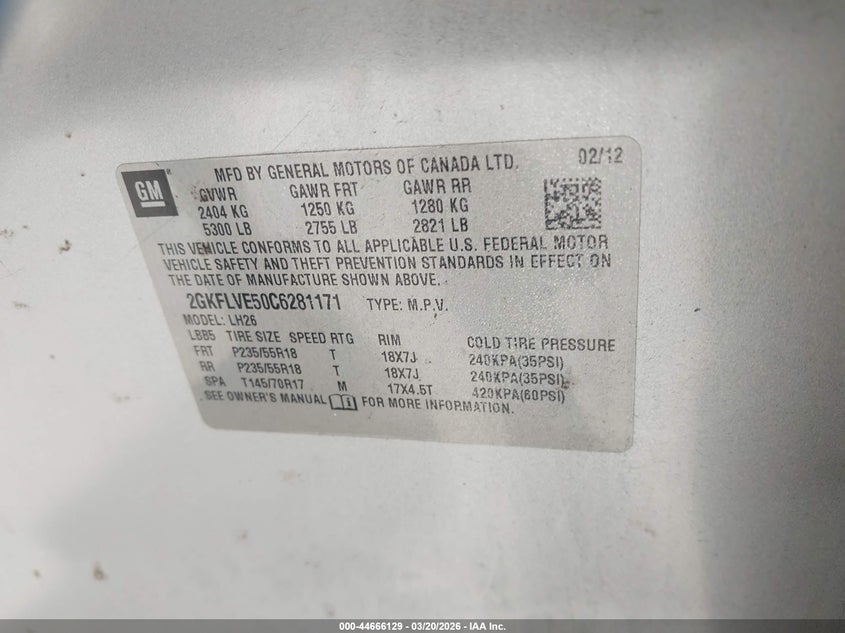 GM
MFD BY GENERAL MOTORS OF CANADA LTD. 02/12
GVWR GAWR FRT GAWR RR
2404 KG 1250 KG 1280 KG
5300 LB 2755 LB 2821 LB
THIS VEHICLE CONFORMS TO ALL APPLICABLE U.S. FEDERAL MOTOR
VEHICLE SAFETY AND THEFT PREVENTION STANDARDS IN EFFECT ON
THE DATE OF MANUFACTURE SHOWN ABOVE.
2GKFLVE50C6281171 TYPE: M.P.V.
MODEL: LH26
LBB5 TIRE SIZE SPEED RTG RIM COLD TIRE PRESSURE
FRT P235/55R18 T 18X7J 240KPA(35PSI)
RR P235/55R18 T 18X7J 240KPA(35PSI)
SPA T145/70R17 M 17X4.5T 420KPA(60PSI)
SEE OWNER'S MANUAL FOR MORE INFORMATION.
000-44666129 — 03/20/2026 — IAA Inc.